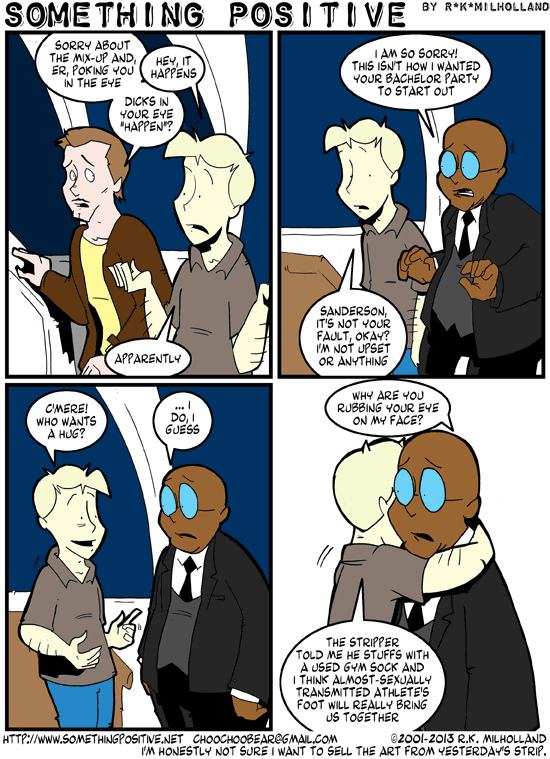 SOMETHING POSITIVE BY R*K*MILHOLLAND
SORRY ABOUT
THE MIX-UP AND,
ER, POKING YOU
IN THE EYE
HEY, IT
HAPPENS
DICKS IN
YOUR EYE
"HAPPEN"?
APPARENTLY
I AM SO SORRY!
THIS ISN'T HOW I WANTED
YOUR BACHELOR PARTY
TO START OUT
SANDERSON,
IT'S NOT YOUR
FAULT, OKAY?
I'M NOT UPSET
OR ANYTHING
C'MERE!
WHO WANTS
A HUG?
... I
DO, I
GUESS
WHY ARE YOU
RUBBING YOUR EYE
ON MY FACE?
THE STRIPPER
TOLD ME HE STUFFS WITH
A USED GYM SOCK AND
I THINK ALMOST-SEXUALLY
TRANSMITTED ATHLETE'S
FOOT WILL REALLY BRING
US TOGETHER
HTTP://WWW.SOMETHINGPOSITIVE.NET CHOOCHOOBEAR@GMAIL.COM ©2001-2013 R.K. MILHOLLAND
I'M HONESTLY NOT SURE I WANT TO SELL THE ART FROM YESTERDAY'S STRIP.